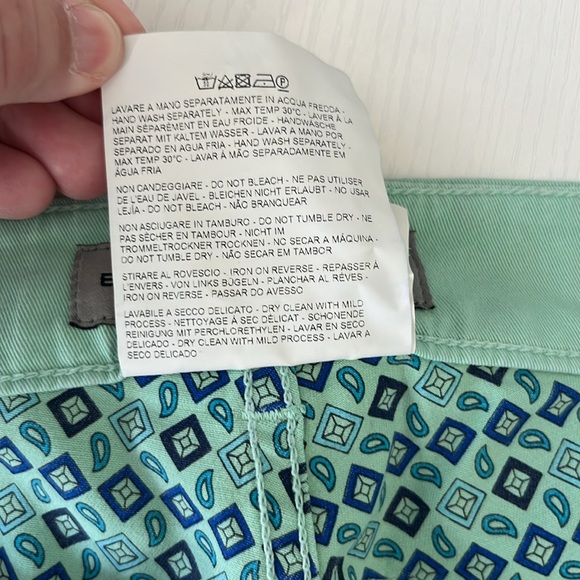 LAVARE A MANO SEPARATAMENTE IN ACQUA FREDDA -
HAND WASH SEPARATELY - MAX TEMP 30°C - LAVER À LA
MAIN SÉPARÉMENT EN EAU FROIDE - HANDWÄSCHE
SEPARAT MIT KALTEM WASSER - LAVAR A MANO POR
SEPARADO EN AGUA FRIA - HAND WASH SEPARATELY -
MAX TEMP 30°C - LAVAR À MÃO SEPARADAMENTE EM
ÁGUA FRIA
NON CANDEGGIARE - DO NOT BLEACH - NE PAS UTILISER
DE L'EAU DE JAVEL - BLEICHEN NICHT ERLAUBT - NO USAR
LEJÍA - DO NOT BLEACH - NÃO BRANQUEAR
NON ASCIUGARE IN TAMBURO - DO NOT TUMBLE DRY - NE
PAS SÉCHER EN TAMBOUR - NICHT IM
TROMMELTROCKNER TROCKNEN - NO SECAR A MÁQUINA -
DO NOT TUMBLE DRY - NÃO SECAR EM TAMBOR
STIRARE AL ROVESCIO - IRON ON REVERSE - REPASSER À
L'ENVERS - VON LINKS BÜGELN - PLANCHAR AL RÉVES -
IRON ON REVERSE - PASSAR DO AVESSO
LAVABILE A SECCO DELICATO - DRY CLEAN WITH MILD
PROCESS - NETTOYAGE À SEC DÉLICAT - SCHONENDE
REINIGUNG MIT PERCHLORETHYLEN - LAVAR EN SECO
DELICADO - DRY CLEAN WITH MILD PROCESS - LAVAR A
SECO DELICADO